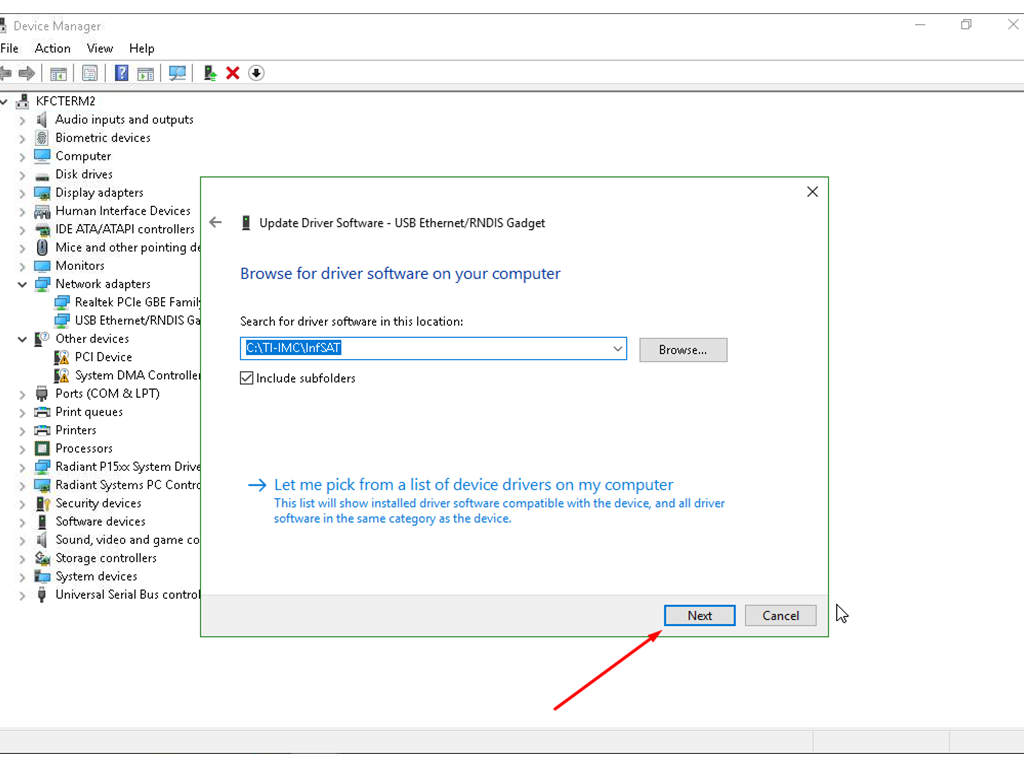 Device Manager
File Action View Help
KFCTERM2
Audio inputs and outputs
Biometric devices
Computer
Disk drives
Display adapters
Human Interface Devices
IDE ATA/ATAPI controllers
Mice and other pointing de
Monitors
Network adapters
Realtek PCIe GBE Family
USB Ethernet/RNDIS Ga
Other devices
PCI Device
System DMA Controller
Ports (COM & LPT)
Print queues
Printers
Processors
Radiant P15xx System Drive
Radiant Systems PC Contro
Security devices
Software devices
Sound, video and game co
Storage controllers
System devices
Universal Serial Bus control
Update Driver Software - USB Ethernet/RNDIS Gadget
Browse for driver software on your computer
Search for driver software in this location:
C:\TI-IMC\InfSAT
Browse...
Include subfolders
Let me pick from a list of device drivers on my computer
This list will show installed driver software compatible with the device, and all driver
software in the same category as the device.
Next Cancel